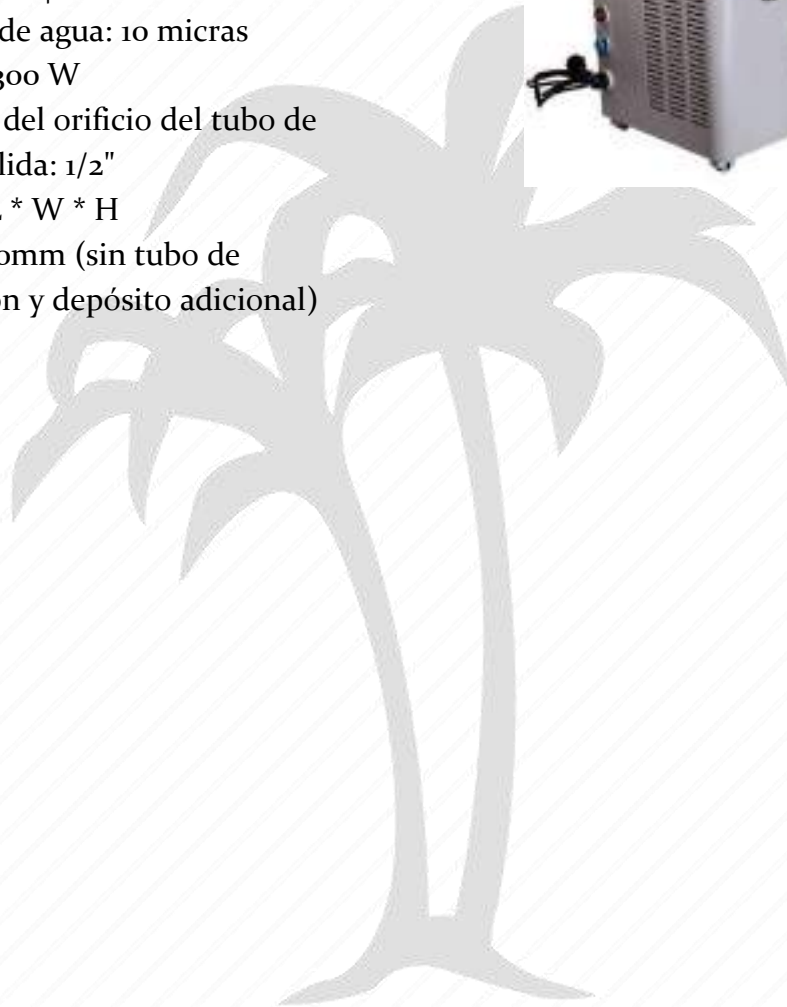 de agua: 10 micras
300 W
del orificio del tubo de
lida: 1/2"
* W * H
0mm (sin tubo de
n y depósito adicional)